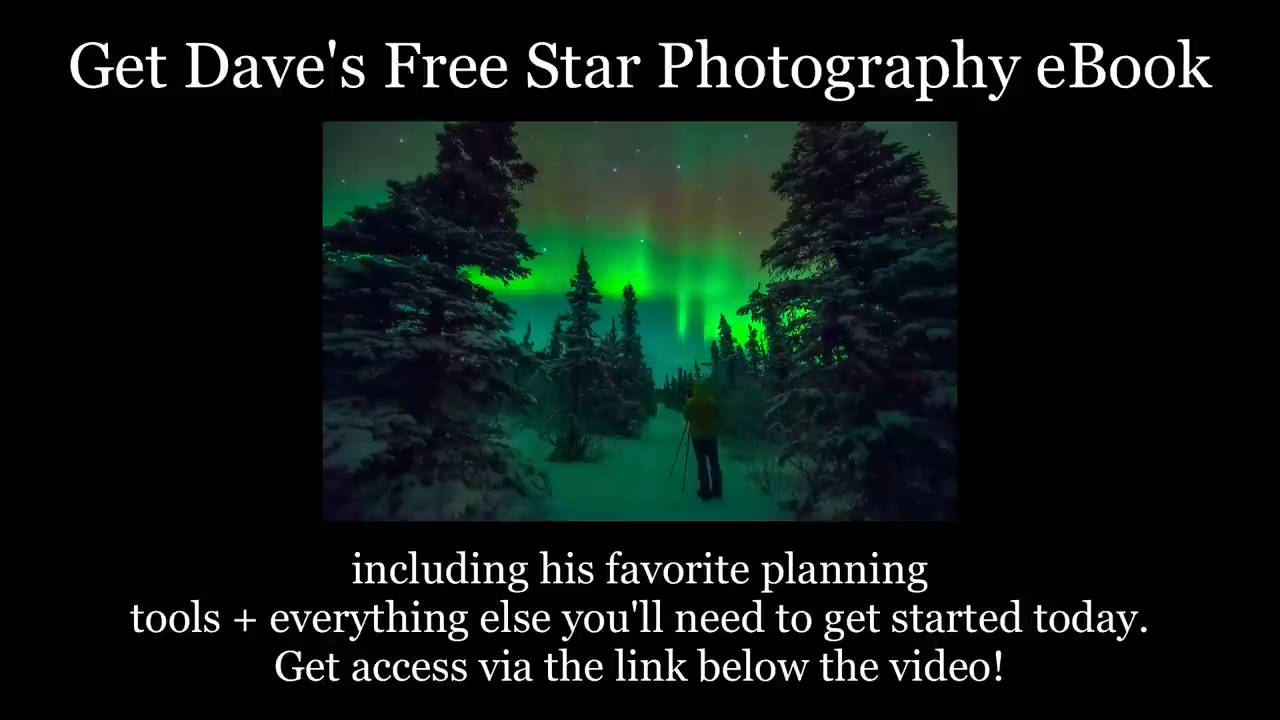 Get Dave's Free Star Photography eBook
including his favorite planning
tools + everything else you'll need to get started today.
Get access via the link below the video!